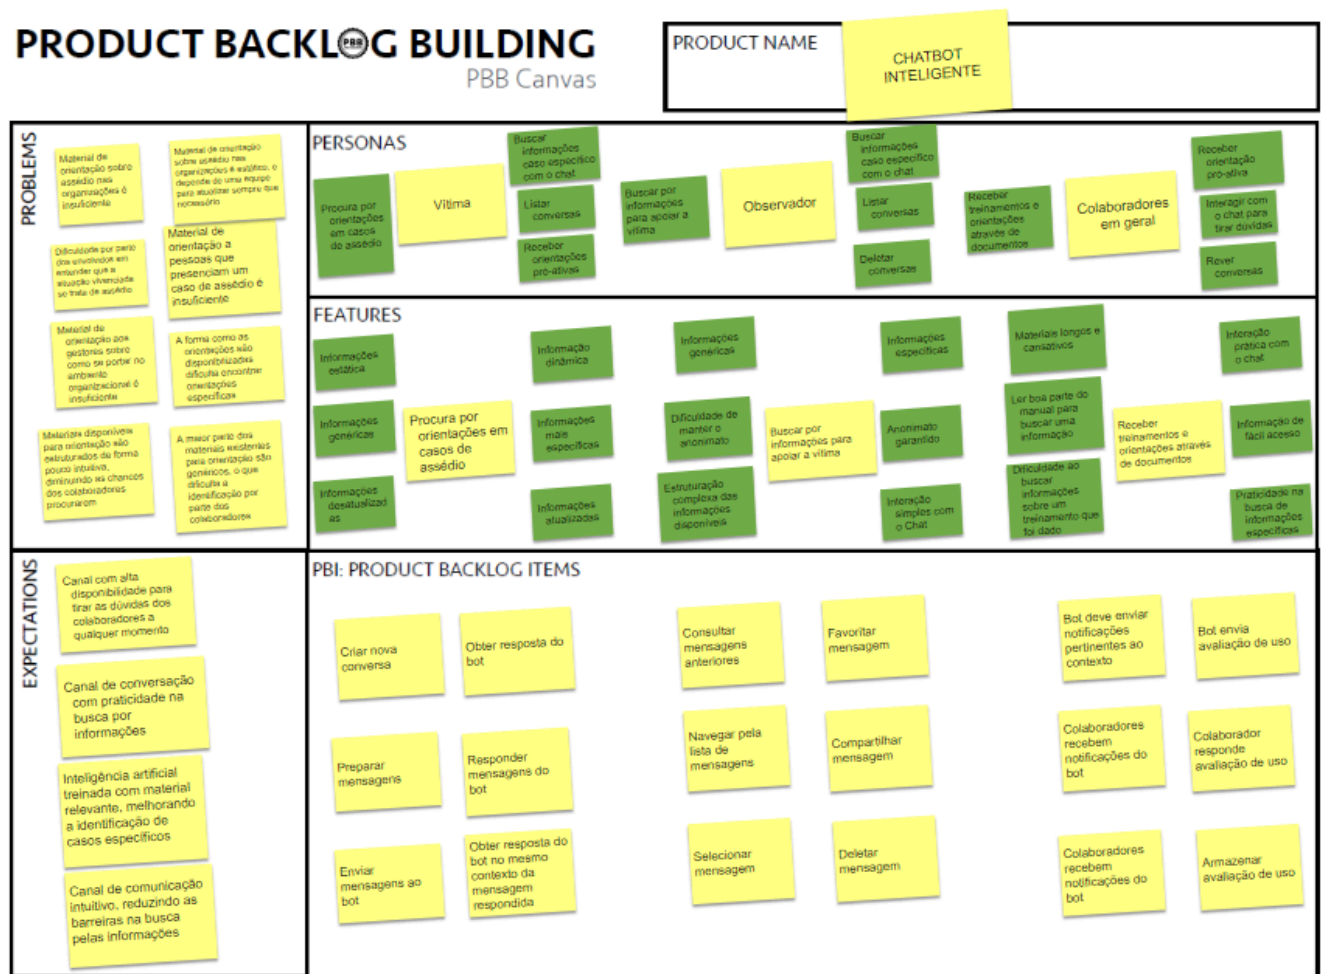 PRODUCT BACKLOG BUILDING
PBB
PBB Canvas
PRODUCT NAME
CHATBOT
INTELIGENTE
PROBLEMS
Material de
orientação sobre
assédio nas
organizações é
insuficiente
Material de orientação
sobre assédio nas
organizações é estático, e
depende de uma equipe
para atualizar sempre que
necessário
Dificuldade por parte
dos envolvidos em
entender que a
situação vivenciada
se trata de assédio
Material de
orientação a
pessoas que
presenciam um
caso de assédio é
insuficiente
Material de
orientação aos
gestores sobre
como se portar no
ambiente
organizacional é
insuficiente
A forma como as
orientações são
disponibilizadas
dificulta encontrar
orientações
específicas
Materiais disponíveis
para orientação são
estruturados de forma
pouco intuitiva,
diminuindo as chances
dos colaboradores
procurarem
A maior parte dos
materiais existentes
para orientação são
genéricos, o que
dificulta a
identificação por
parte dos
colaboradores
PERSONAS
Procura por
orientações
em casos
de assédio
Vítima
Buscar
informações
caso específico
com o chat
Listar
conversas
Receber
orientações
pró-ativas
Buscar por
informações
para apoiar a
vítima
Observador
Buscar
informações
caso específico
com o chat
Listar
conversas
Deletar
conversas
Receber
treinamentos e
orientações
através de
documentos
Colaboradores
em geral
Receber
orientação
pró-ativa
Interagir com
o chat para
tirar dúvidas
Rever
conversas
FEATURES
Informações
estática
Informações
genéricas
Informações
desatualizad
as
Procura por
orientações em
casos de
assédio
Informação
dinâmica
Informações
mais
específicas
Informações
atualizadas
Informações
genéricas
Dificuldade de
manter o
anonimato
Estruturação
complexa das
informações
disponíveis
Buscar por
informações para
apoiar a vítima
Informações
específicas
Anonimato
garantido
Interação
simples com
o Chat
Materiais longos e
cansativos
Ler boa parte do
manual para
buscar uma
informação
Dificuldade ao
buscar
informações
sobre um
treinamento que
foi dado
Receber
treinamentos e
orientações através
de documentos
Interação
prática com
o chat
Informação de
fácil acesso
Praticidade na
busca de
informações
específicas
EXPECTATIONS
Canal com alta
disponibilidade para
tirar as dúvidas dos
colaboradores a
qualquer momento
Canal de conversação
com praticidade na
busca por
informações
Inteligência artificial
treinada com material
relevante, melhorando
a identificação de
casos específicos
Canal de comunicação
intuitivo, reduzindo as
barreiras na busca
pelas informações
PBI: PRODUCT BACKLOG ITEMS
Criar nova
conversa
Obter resposta do
bot
Preparar
mensagens
Responder
mensagens do
bot
Enviar
mensagens ao
bot
Obter resposta do
bot no mesmo
contexto da
mensagem
respondida
Consultar
mensagens
anteriores
Favoritar
mensagem
Navegar pela
lista de
mensagens
Compartilhar
mensagem
Selecionar
mensagem
Deletar
mensagem
Bot deve enviar
notificações
pertinentes ao
contexto
Bot envia
avaliação de uso
Colaboradores
recebem
notificações do
bot
Colaborador
responde
avaliação de uso
Colaboradores
recebem
notificações do
bot
Armazenar
avaliação de uso